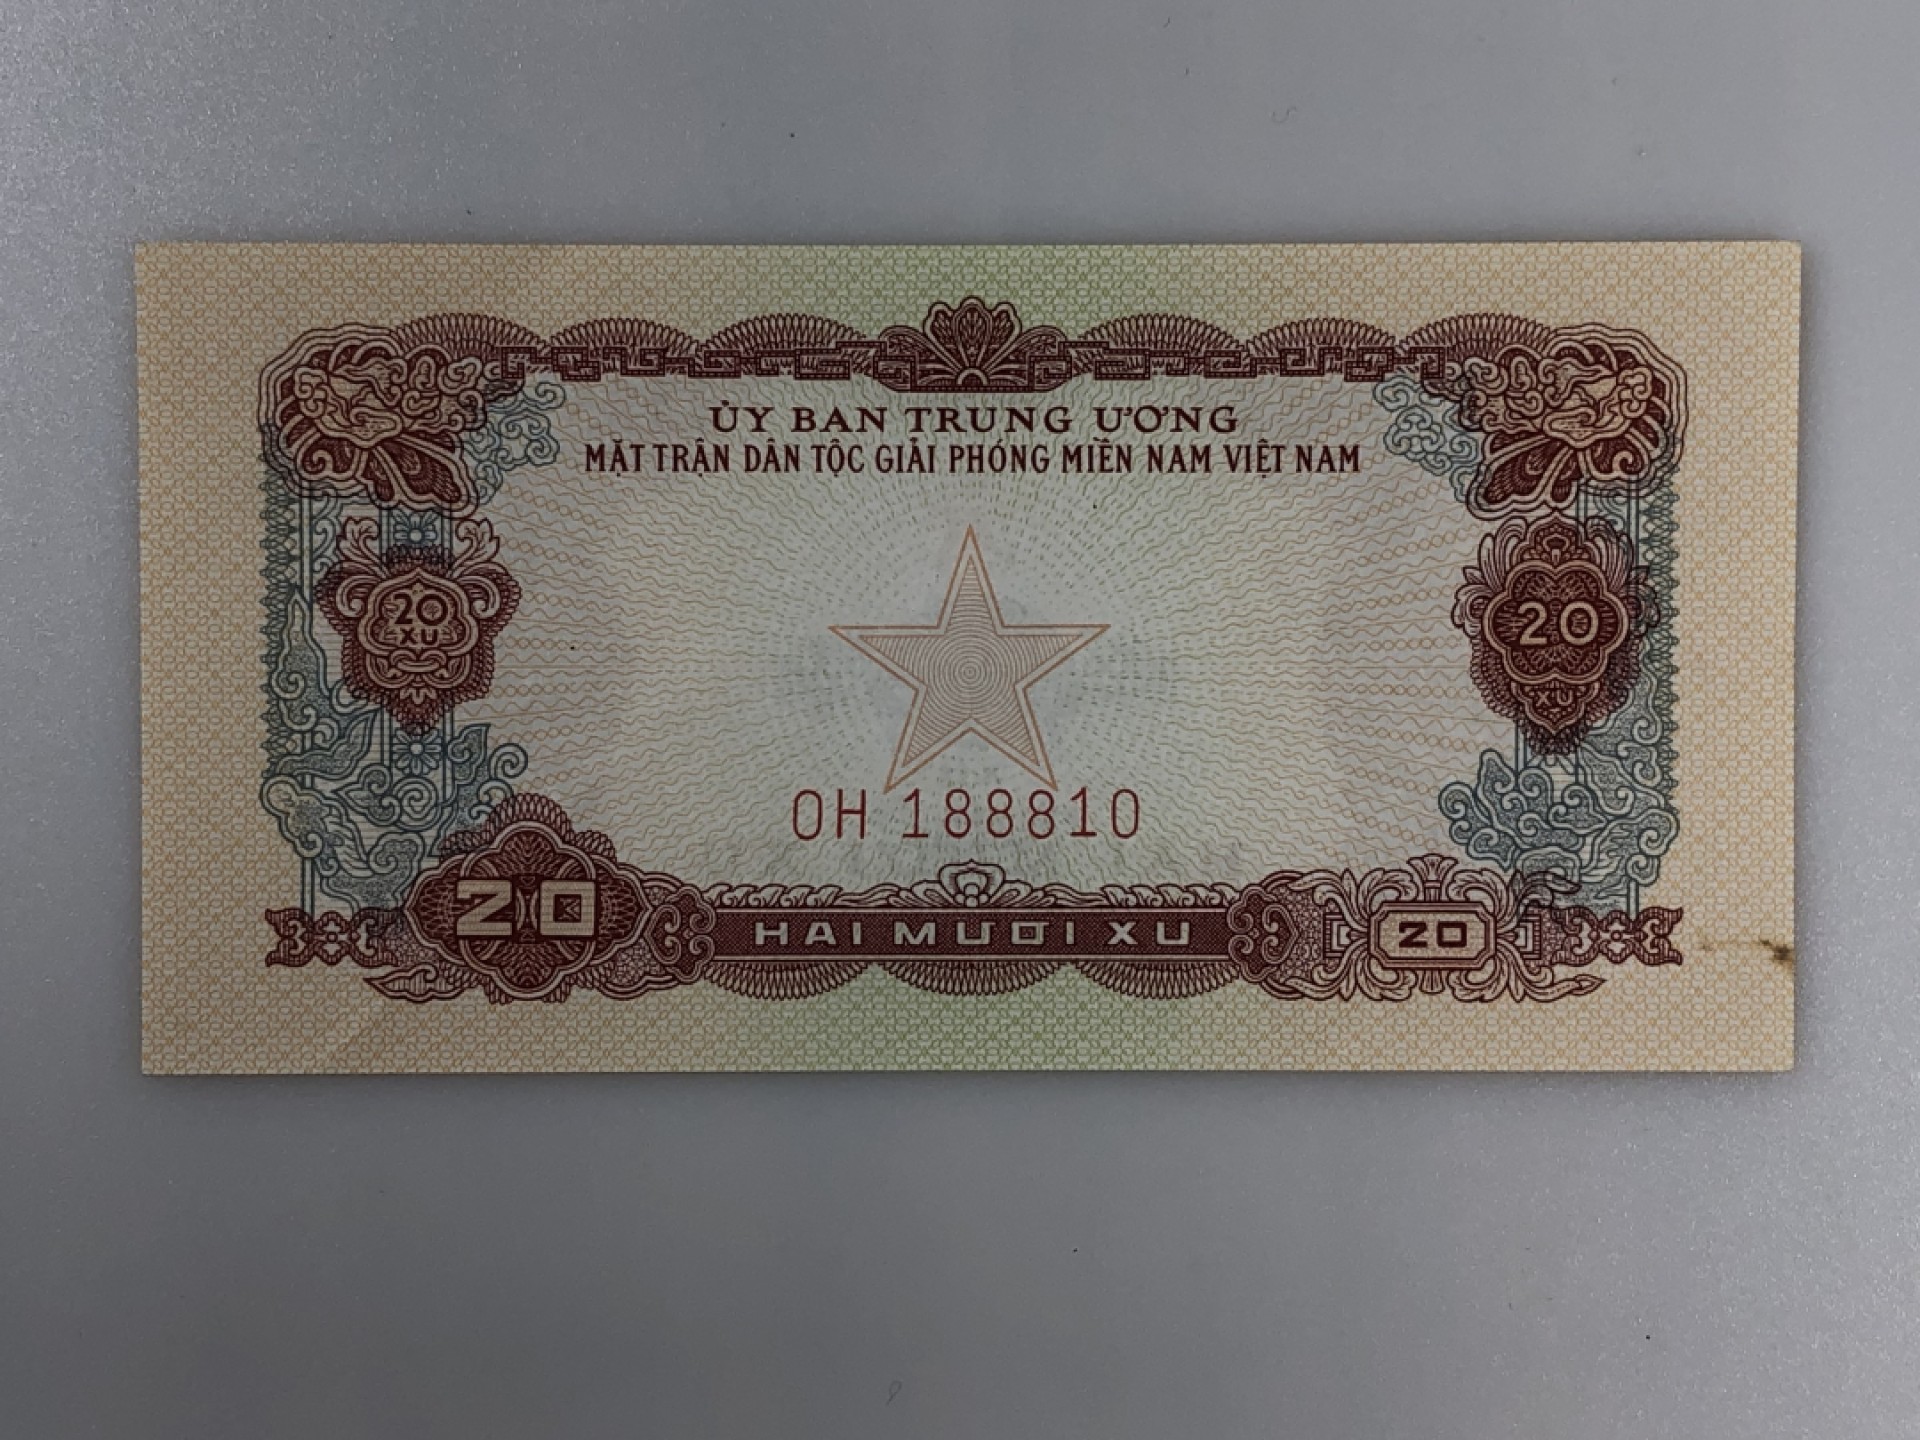 ỦY BAN TRUNG ƯƠNG
MẶT TRẬN DÂN TỘC GIẢI PHÓNG MIỀN NAM VIỆT NAM
20
XU
20
XU
OH 188810
20
HAI MƯƠI XU
20